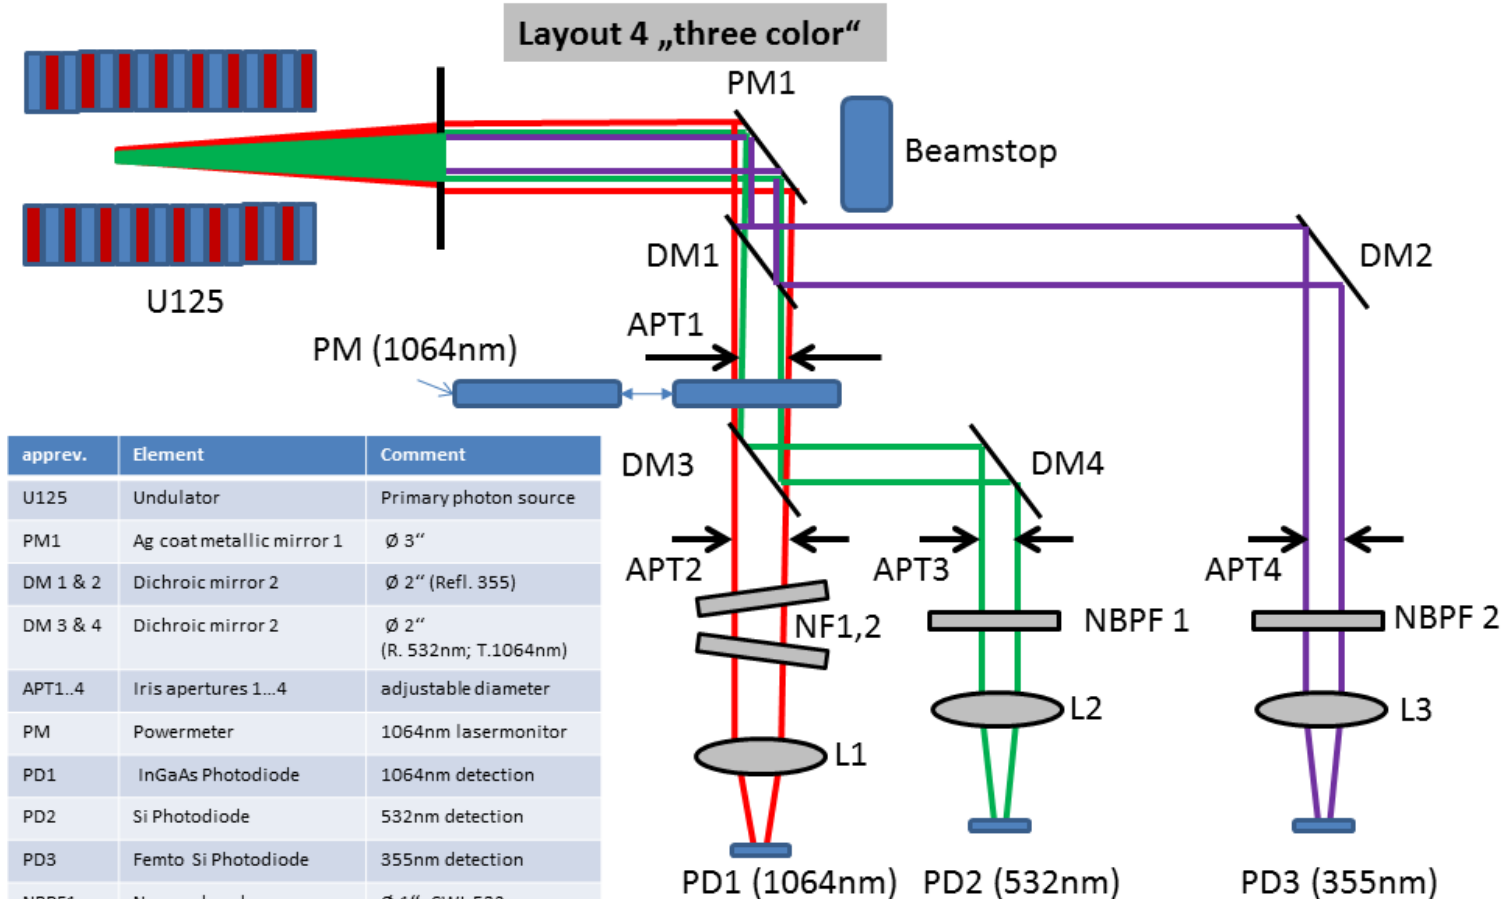 Layout 4 „three color“
PM1
Beamstop
DM1
DM2
U125
APT1
PM (1064nm)
DM3
DM4
APT2
APT3
APT4
NF1,2
NBPF 1
NBPF 2
L1
L2
L3
PD1 (1064nm)
PD2 (532nm)
PD3 (355nm)
apprev. Element Comment
U125 Undulator Primary photon source
PM1 Ag coat metallic mirror 1 Ø 3“
DM 1 & 2 Dichroic mirror 2 Ø 2“ (Refl. 355)
DM 3 & 4 Dichroic mirror 2 Ø 2“
(R. 532nm; T.1064nm)
APT1..4 Iris apertures 1...4 adjustable diameter
PM Powermeter 1064nm lasermonitor
PD1 InGaAs Photodiode 1064nm detection
PD2 Si Photodiode 532nm detection
PD3 Femto Si Photodiode 355nm detection